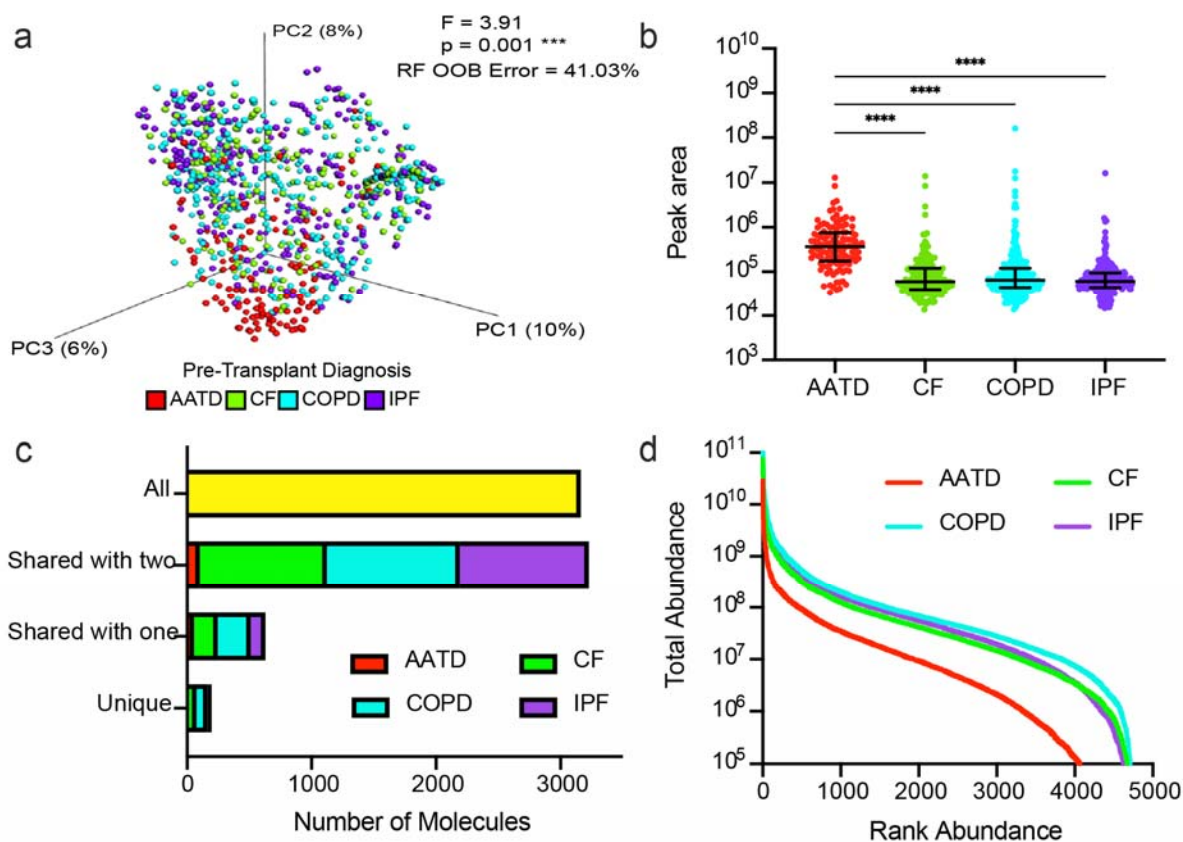 a
PC2 (8%)
F = 3.91
p = 0.001 ***
RF OOB Error = 41.03%
PC3 (6%)
PC1 (10%)
Pre-Transplant Diagnosis
AATD CF COPD IPF
b
10^10
10^9
10^8
10^7
10^6
10^5
10^4
10^3
Peak area
****
****
****
AATD CF COPD IPF
c
All
Shared with two
Shared with one
Unique
AATD CF
COPD IPF
0 1000 2000 3000
Number of Molecules
d
10^11
10^10
10^9
10^8
10^7
10^6
10^5
Total Abundance
AATD CF
COPD IPF
0 1000 2000 3000 4000 5000
Rank Abundance